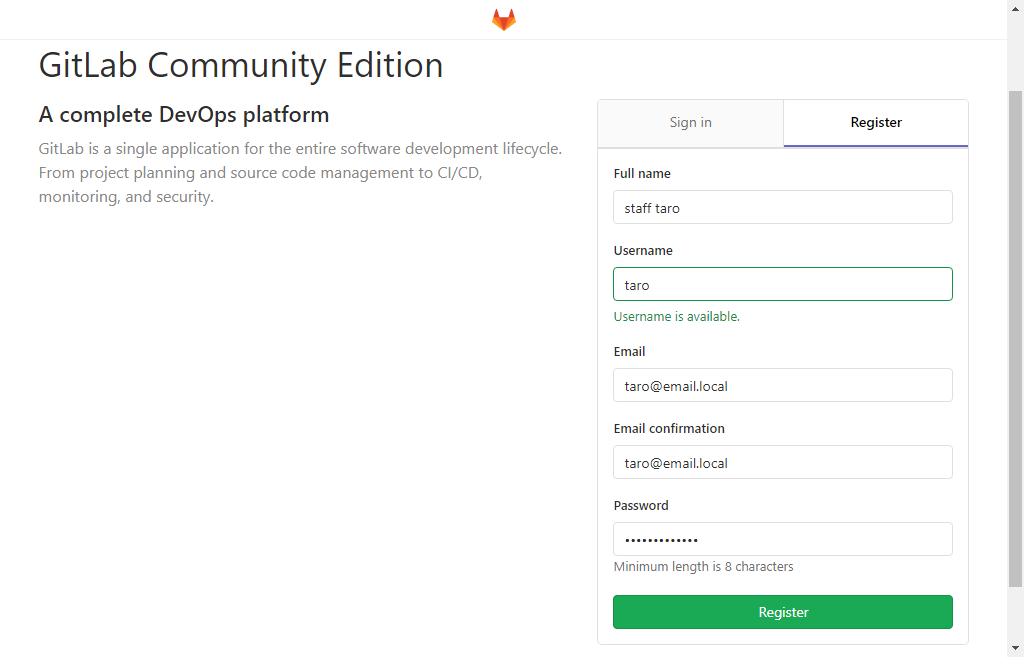 GitLab Community Edition
A complete DevOps platform
GitLab is a single application for the entire software development lifecycle.
From project planning and source code management to CI/CD,
monitoring, and security.
Sign in
Register
Full name
staff taro
Username
taro
Username is available.
Email
taro@email.local
Email confirmation
taro@email.local
Password
•••••••••••••
Minimum length is 8 characters
Register